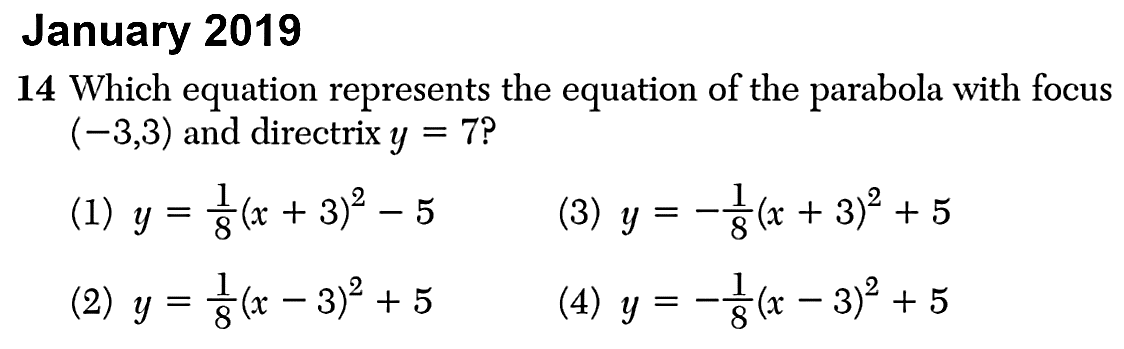 January 2019
14 Which equation represents the equation of the parabola with focus
(−3,3) and directrix y = 7?
(1) y = 1/8(x + 3)² − 5
(3) y = −1/8(x + 3)² + 5
(2) y = 1/8(x − 3)² + 5
(4) y = −1/8(x − 3)² + 5